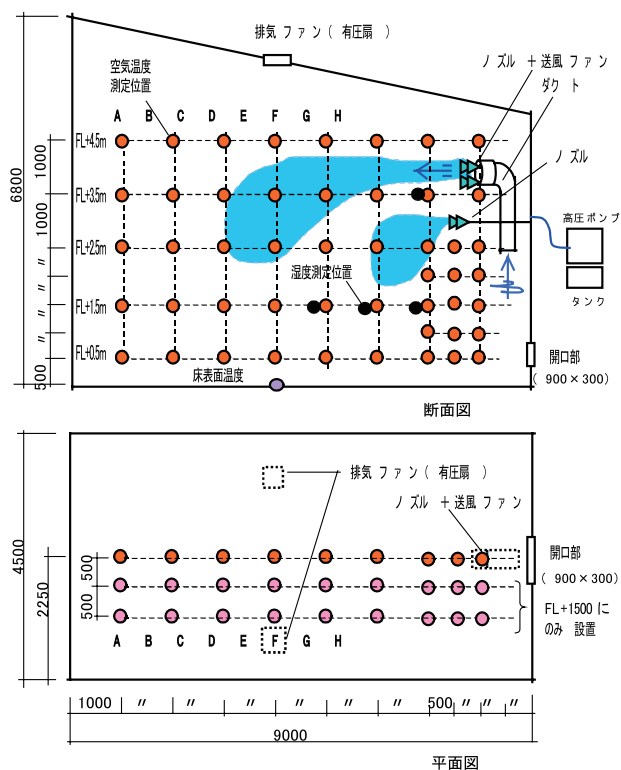 排気ファン(有圧扇)
ノズル+送風ファン
ダクト
空気温度
測定位置
A B C D E F G H
ノズル
FL+4.5m
FL+3.5m
FL+2.5m
FL+1.5m
FL+0.5m
6800
1000
1000
〃
〃
〃
500
湿度測定位置
高圧ポンプ
タンク
床表面温度
開口部
(900×300)
断面図
排気ファン(有圧扇)
ノズル+送風ファン
4500
2250
500
500
開口部
(900×300)
FL+1500に
のみ設置
A B C D E F G H
1000 〃 〃 〃 〃 〃 〃 500 〃 〃 〃
9000
平面図